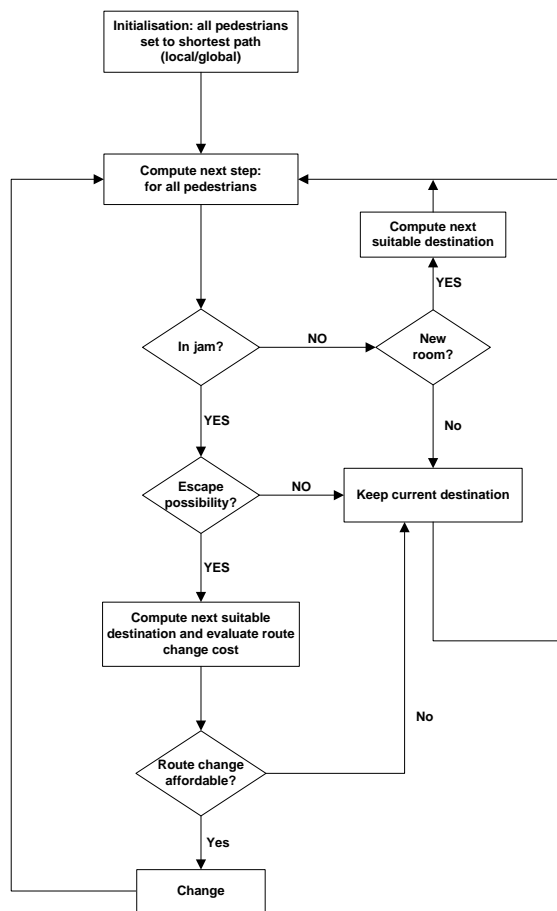 Initialisation: all pedestrians
set to shortest path
(local/global)
Compute next step:
for all pedestrians
Compute next
suitable destination
YES
In jam?
NO
New
room?
YES
No
Escape
possibility?
NO
Keep current destination
YES
Compute next suitable
destination and evaluate route
change cost
No
Route change
affordable?
Yes
Change